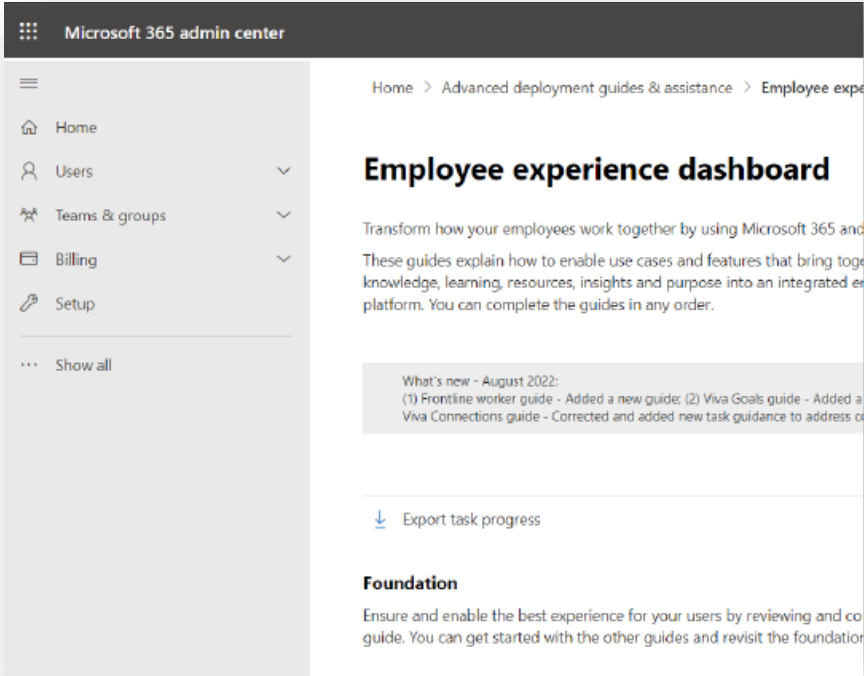 Microsoft 365 admin center
Home > Advanced deployment guides & assistance > Employee expe
Home
Users
Teams & groups
Billing
Setup
Show all
Employee experience dashboard
Transform how your employees work together by using Microsoft 365 and
These guides explain how to enable use cases and features that bring toge
knowledge, learning, resources, insights and purpose into an integrated e
platform. You can complete the guides in any order.
What's new - August 2022:
(1) Frontline worker guide - Added a new guide; (2) Viva Goals guide - Added a
Viva Connections guide - Corrected and added new task guidance to address c
Export task progress
Foundation
Ensure and enable the best experience for your users by reviewing and co
guide. You can get started with the other guides and revisit the foundation